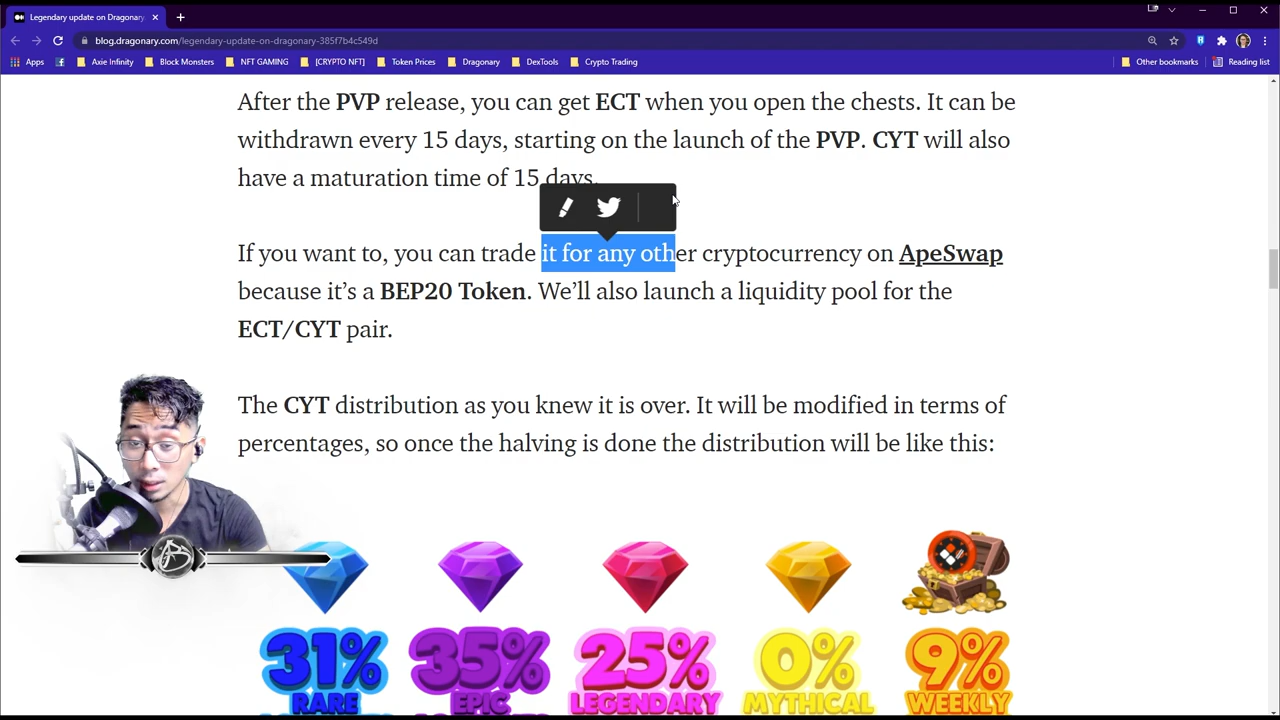 Legendary update on Dragonary
blog.dragonary.com/legendary-update-on-dragonary-385f7b4c549d
Apps
Axie Infinity
Block Monsters
NFT GAMING
[CRYPTO NFT]
Token Prices
Dragonary
DexTools
Crypto Trading
Other bookmarks
Reading list
After the PVP release, you can get ECT when you open the chests. It can be
withdrawn every 15 days, starting on the launch of the PVP. CYT will also
have a maturation time of 15 days.
If you want to, you can trade it for any other cryptocurrency on ApeSwap
because it’s a BEP20 Token. We’ll also launch a liquidity pool for the
ECT/CYT pair.
The CYT distribution as you knew it is over. It will be modified in terms of
percentages, so once the halving is done the distribution will be like this:
31% 35% 25% 0% 9%
RARE EPIC LEGENDARY MYTHICAL WEEKLY